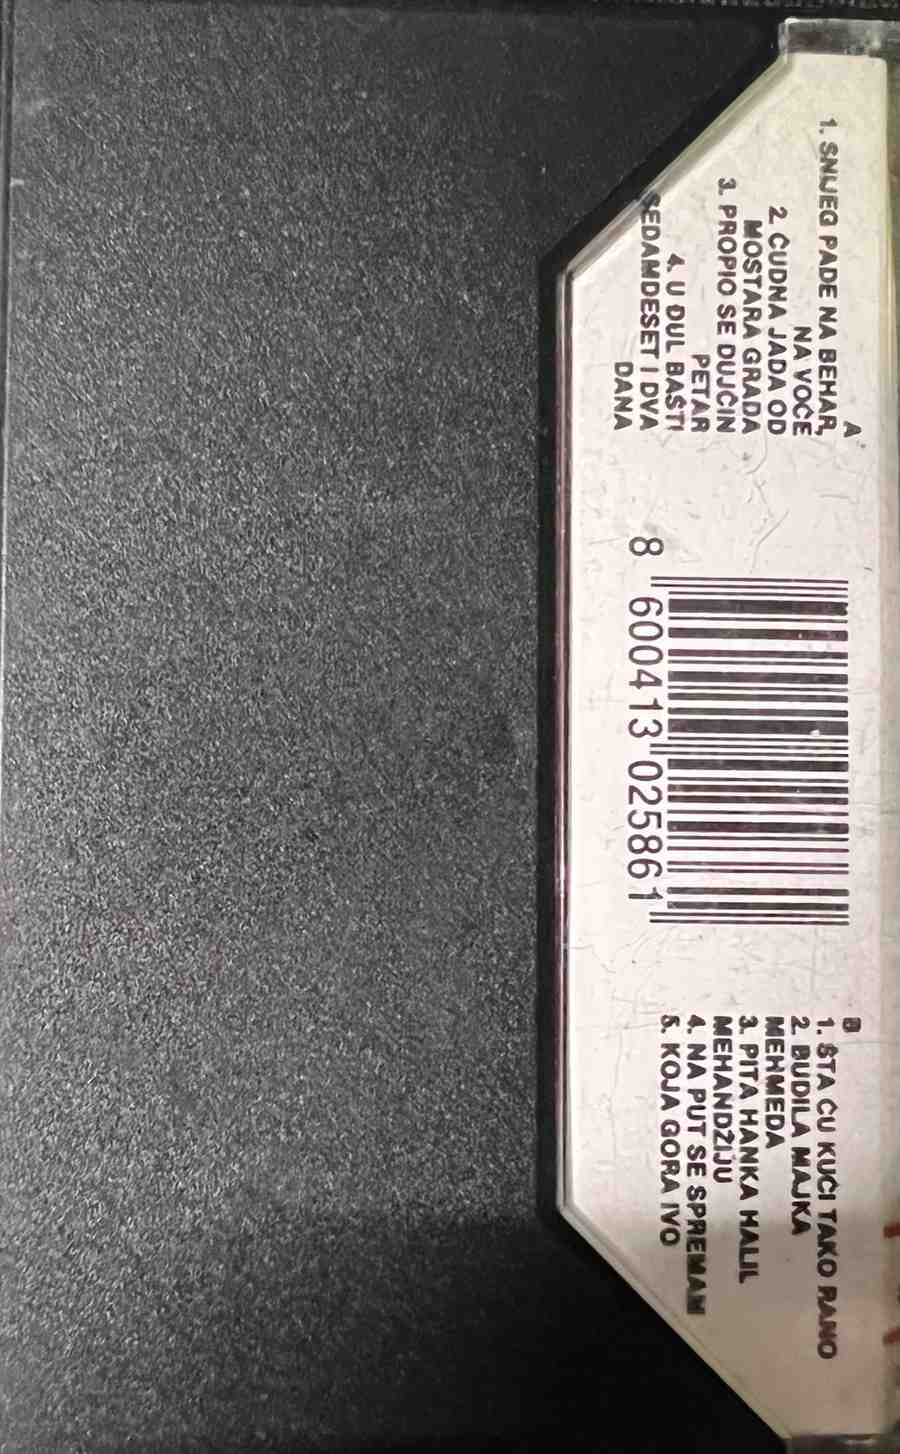 A
1. SNIJEG PADE NA BEHAR,
NA VOĆE
2. ČUDNA JADA OD
MOSTARA GRADA
3. PROPIO SE DUJČIN
PETAR
4. U ĐUL BAŠTI
SEDAMDESET I DVA
DANA
8 600413 025861
B
1. ŠTA ĆU KUĆI TAKO RANO
2. BUDILA MAJKA
MEHMEDA
3. PITA HANKA HALIL
MEHANDŽIJU
4. NA PUT SE SPREMAM
5. KOJA GORA IVO